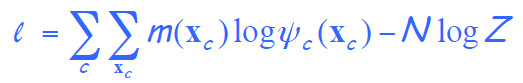 ℓ = ∑_c ∑_{x_c} m(x_c) log ψ_c(x_c) − N log Z